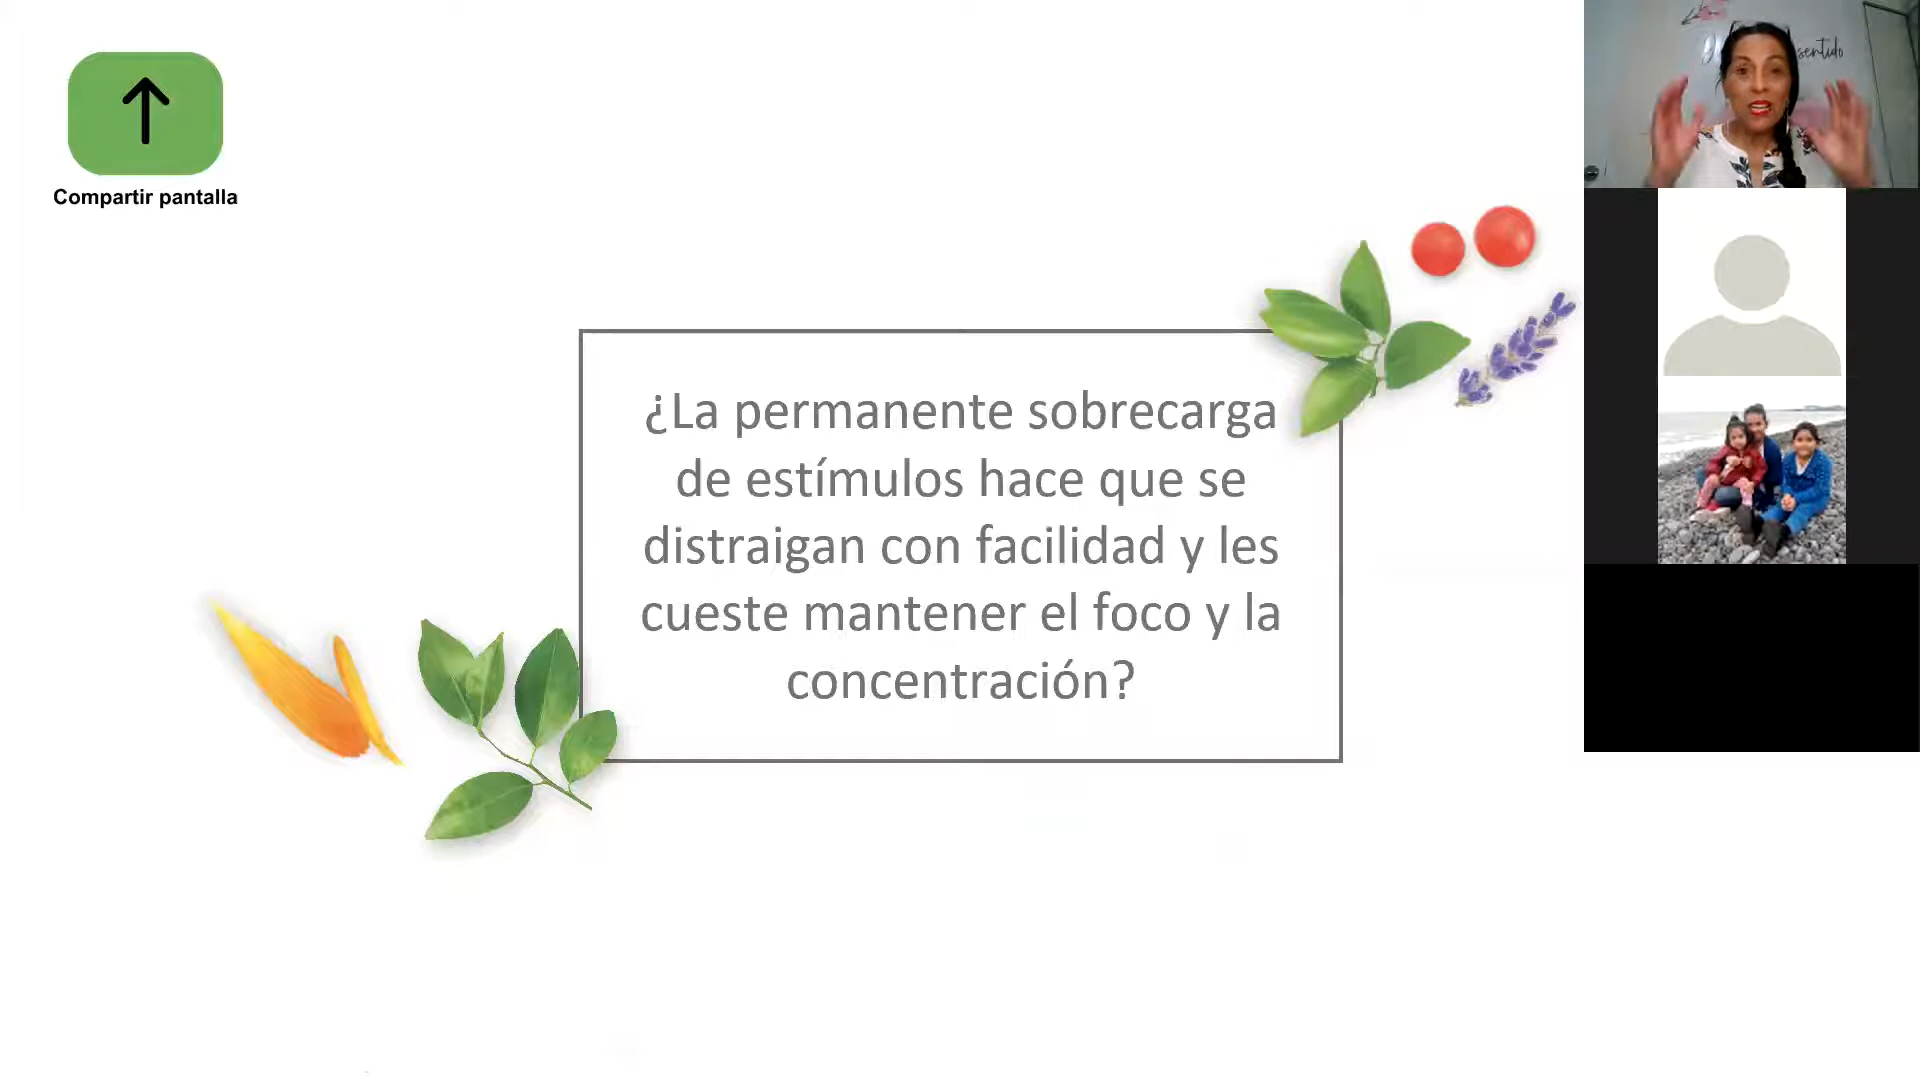 Compartir pantalla
¿La permanente sobrecarga
de estímulos hace que se
distraigan con facilidad y les
cueste mantener el foco y la
concentración?
sentido